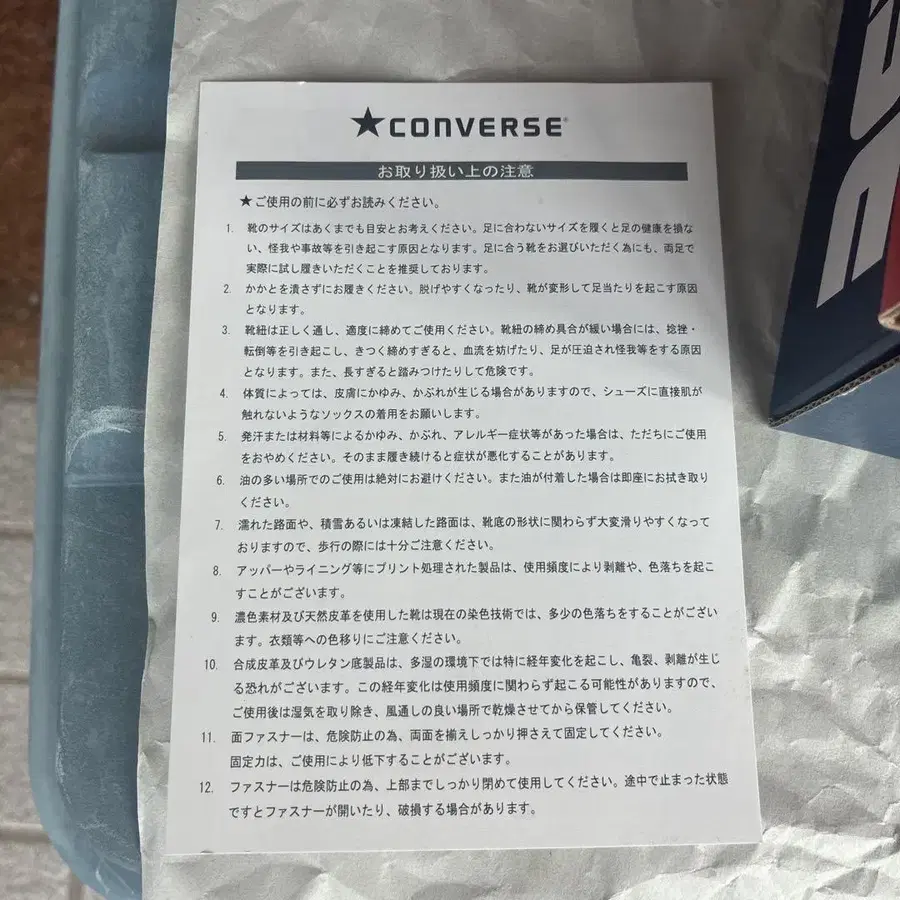 ★CONVERSE®
お取り扱い上の注意
★ご使用の前に必ずお読みください。
1. 靴のサイズはあくまでも目安とお考えください。足に合わないサイズを履くと足の健康を損な
い、怪我や事故等を引き起こす原因となります。足に合う靴をお選びいただく為にも、両足で
実際に試し履きいただくことを推奨しております。
2. かかとを潰さずにお履きください。脱げやすくなったり、靴が変形して足当たりを起こす原因
となります。
3. 靴紐は正しく通し、適度に締めてご使用ください。靴紐の締め具合が緩い場合には、捻挫・
転倒等を引き起こし、きつく締めすぎると、血流を妨げたり、足が圧迫され怪我等をする原因
となります。また、長すぎると踏みつけたりして危険です。
4. 体質によっては、皮膚にかゆみ、かぶれが生じる場合がありますので、シューズに直接肌が
触れないようなソックスの着用をお願いします。
5. 発汗または材料等によるかゆみ、かぶれ、アレルギー症状等があった場合は、ただちにご使用
をおやめください。そのまま履き続けると症状が悪化することがあります。
6. 油の多い場所でのご使用は絶対にお避けください。また油が付着した場合は即座にお拭き取り
ください。
7. 濡れた路面や、積雪あるいは凍結した路面は、靴底の形状に関わらず大変滑りやすくなって
おりますので、歩行の際には十分ご注意ください。
8. アッパーやライニング等にプリント処理された製品は、使用頻度により剥離や、色落ちを起こ
すことがございます。
9. 濃色素材及び天然皮革を使用した靴は現在の染色技術では、多少の色落ちをすることがござい
ます。衣類等への色移りにご注意ください。
10. 合成皮革及びウレタン底製品は、多湿の環境下では特に経年変化を起こし、亀裂、剥離が生じ
る恐れがございます。この経年変化は使用頻度に関わらず起こる可能性がありますので、
ご使用後は湿気を取り除き、風通しの良い場所で乾燥させてから保管してください。
11. 面ファスナーは、危険防止の為、両面を揃えしっかり押さえて固定してください。
固定力は、ご使用により低下することがございます。
12. ファスナーは危険防止の為、上部までしっかり閉めて使用してください。途中で止まった状態
ですとファスナーが開いたり、破損する場合があります。